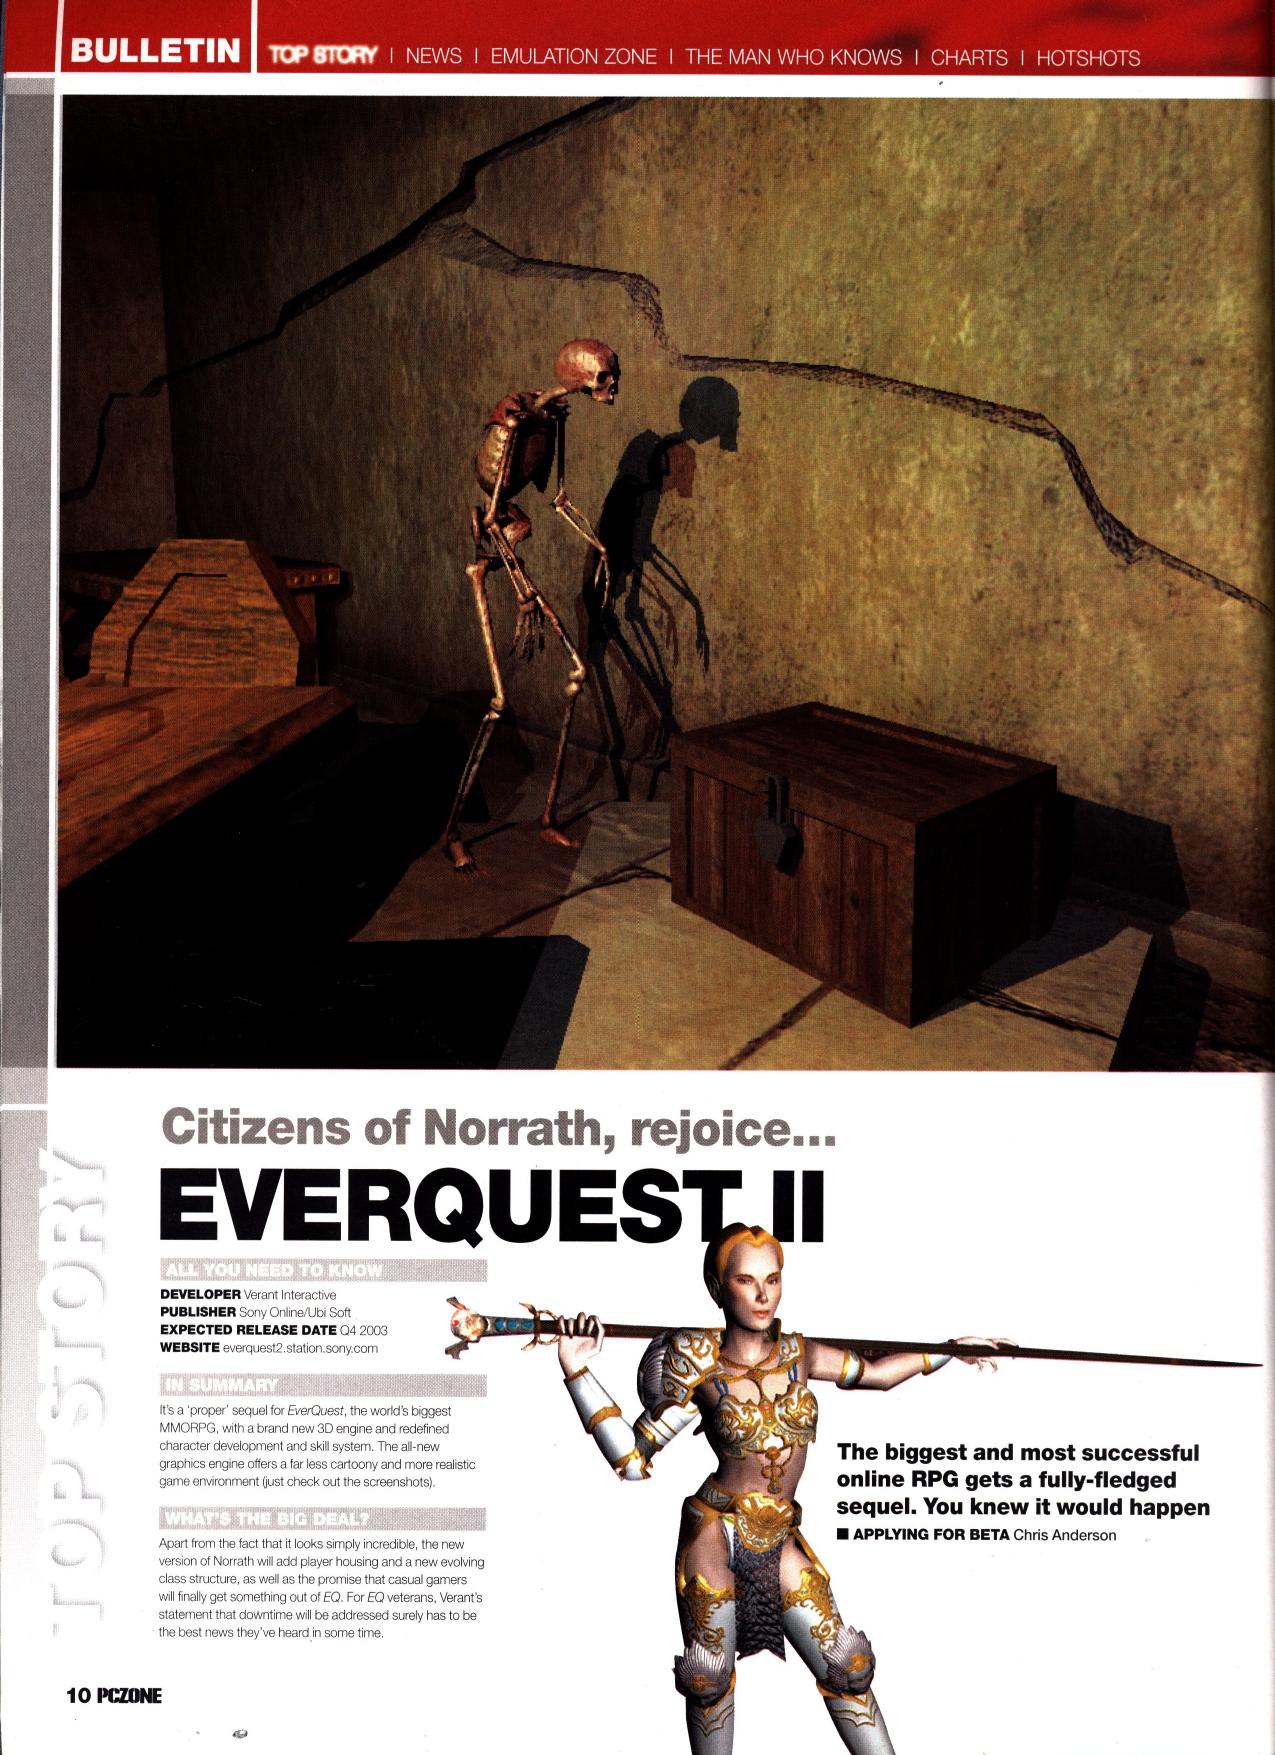 BULLETIN
TOP STORY | NEWS | EMULATION ZONE | THE MAN WHO KNOWS | CHARTS | HOTSHOTS
TOP STORY
Citizens of Norrath, rejoice...
EVERQUEST II
ALL YOU NEED TO KNOW
DEVELOPER Verant Interactive
PUBLISHER Sony Online/Ubi Soft
EXPECTED RELEASE DATE Q4 2003
WEBSITE everquest2.station.sony.com
IN SUMMARY
It's a 'proper' sequel for EverQuest, the world's biggest
MMORPG, with a brand new 3D engine and redefined
character development and skill system. The all-new
graphics engine offers a far less cartoony and more realistic
game environment (just check out the screenshots).
WHAT'S THE BIG DEAL?
Apart from the fact that it looks simply incredible, the new
version of Norrath will add player housing and a new evolving
class structure, as well as the promise that casual gamers
will finally get something out of EQ. For EQ veterans, Verant's
statement that downtime will be addressed surely has to be
the best news they've heard in some time.
The biggest and most successful
online RPG gets a fully-fledged
sequel. You knew it would happen
■ APPLYING FOR BETA Chris Anderson
10 PCZONE